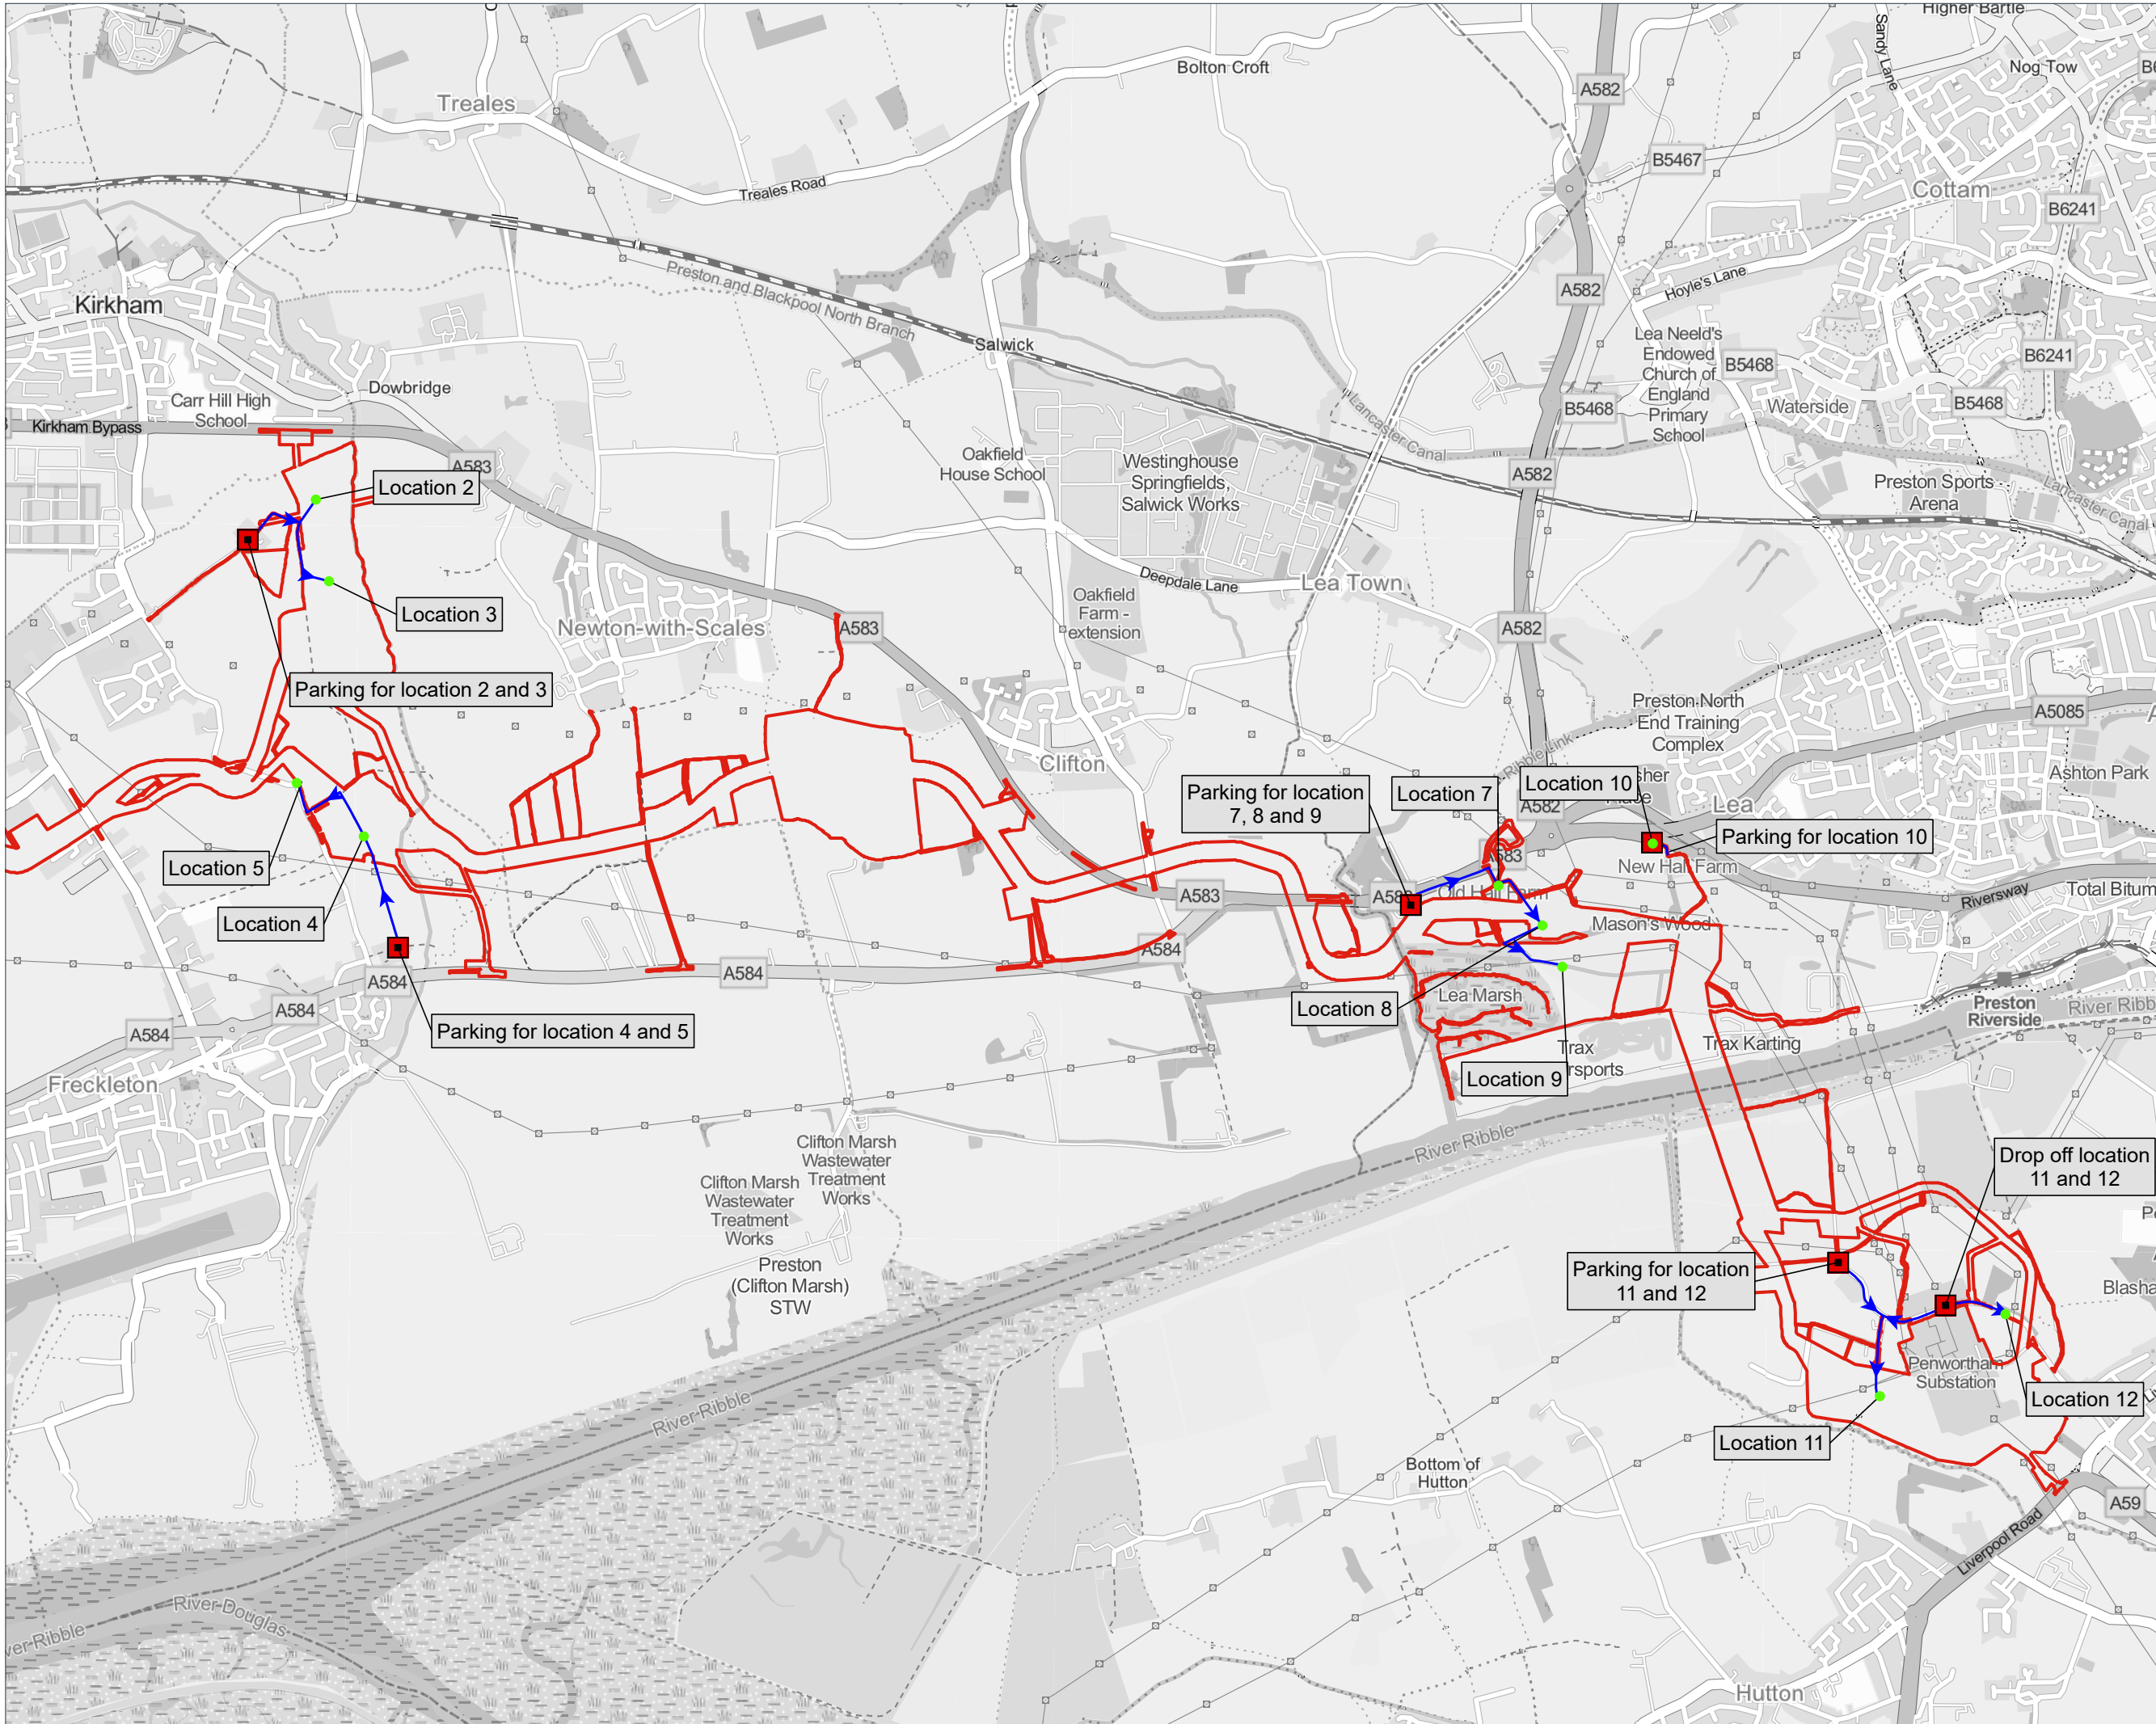 Higher Bartle
Sandy Lane
Nog Tow
Bolton Croft
A582
Treales
B5467
Treales Road
Cottam
B6241
Preston and Blackpool North Branch
A582
Hoyle's Lane
Kirkham
Salwick
Lea Neeld's
Endowed
Church of
England
Primary
School
B5468
B6241
Dowbridge
Carr Hill High
School
Kirkham Bypass
Lancaster Canal
B5468
Waterside
B5468
A583
Oakfield
House School
Westinghouse
Springfields,
Salwick Works
A582
Preston Sports
Arena
Lancaster Canal
Location 2
Deepdale Lane
Lea Town
Location 3
Oakfield
Farm -
extension
Newton-with-Scales
A583
A582
Parking for location 2 and 3
Preston North
End Training
Complex
A5085
Ribble Link
Clifton
Ashton Park
Parking for location
7, 8 and 9
Location 7
Location 10
A582
Lea
Parking for location 10
Location 5
A583
New Hall Farm
A583
Old Hall Farm
Riversway
Total Bitum
Location 4
Mason's Wood
A584
A584
A584
A584
A584
Lea Marsh
Location 8
Preston
Riverside
River Ribb
Parking for location 4 and 5
Trax Karting
Trax
rsports
Location 9
Freckleton
River Ribble
Clifton Marsh
Wastewater
Treatment
Works
Clifton Marsh
Wastewater
Treatment
Works
Drop off location
11 and 12
Preston
(Clifton Marsh)
STW
Parking for location
11 and 12
Blasha
Penwortham
Substation
Location 12
River Ribble
Location 11
Bottom of
Hutton
A59
Liverpool Road
River Douglas
ver Ribble
Hutton